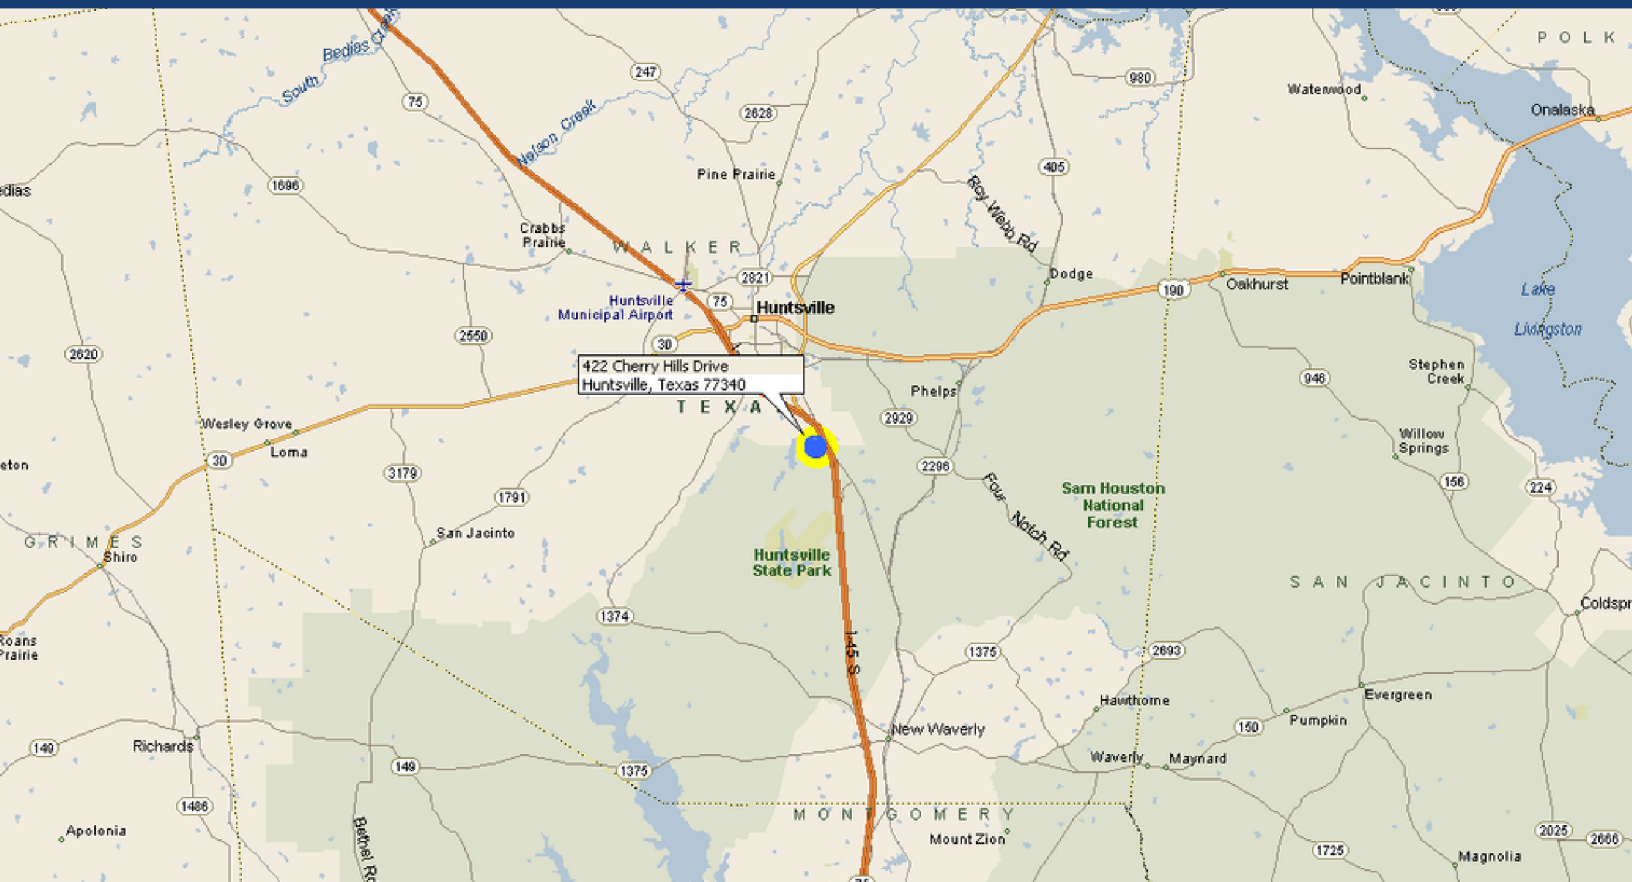 POLK
South
Bedias Creek
247
980
Waterwood
75
2628
Onalaska
Nelson Creek
1696
Pine Prairie
405
Roy Webb Rd
Crabbs
Prairie
WALKER
2821
Dodge
190
Oakhurst
Pointblank
Lake
Livingston
Huntsville
Municipal Airport
75
Huntsville
2550
30
2620
422 Cherry Hills Drive
Huntsville, Texas 77340
TEXA
Phelps
946
Stephen
Creek
Wesley Grove
Loma
30
2929
Willow
Springs
3179
2296
1791
156
224
Four Notch Rd
Sam Houston
National
Forest
San Jacinto
GRIMES
Shiro
Huntsville
State Park
SAN JACINTO
1374
Roans
Prairie
I-45 S
1375
2693
Evergreen
Hawthorne
Pumpkin
150
New Waverly
149
Richards
149
1375
Waverly
Maynard
1486
MONTGOMERY
Apolonia
Mount Zion
2025
2666
1725
Magnolia